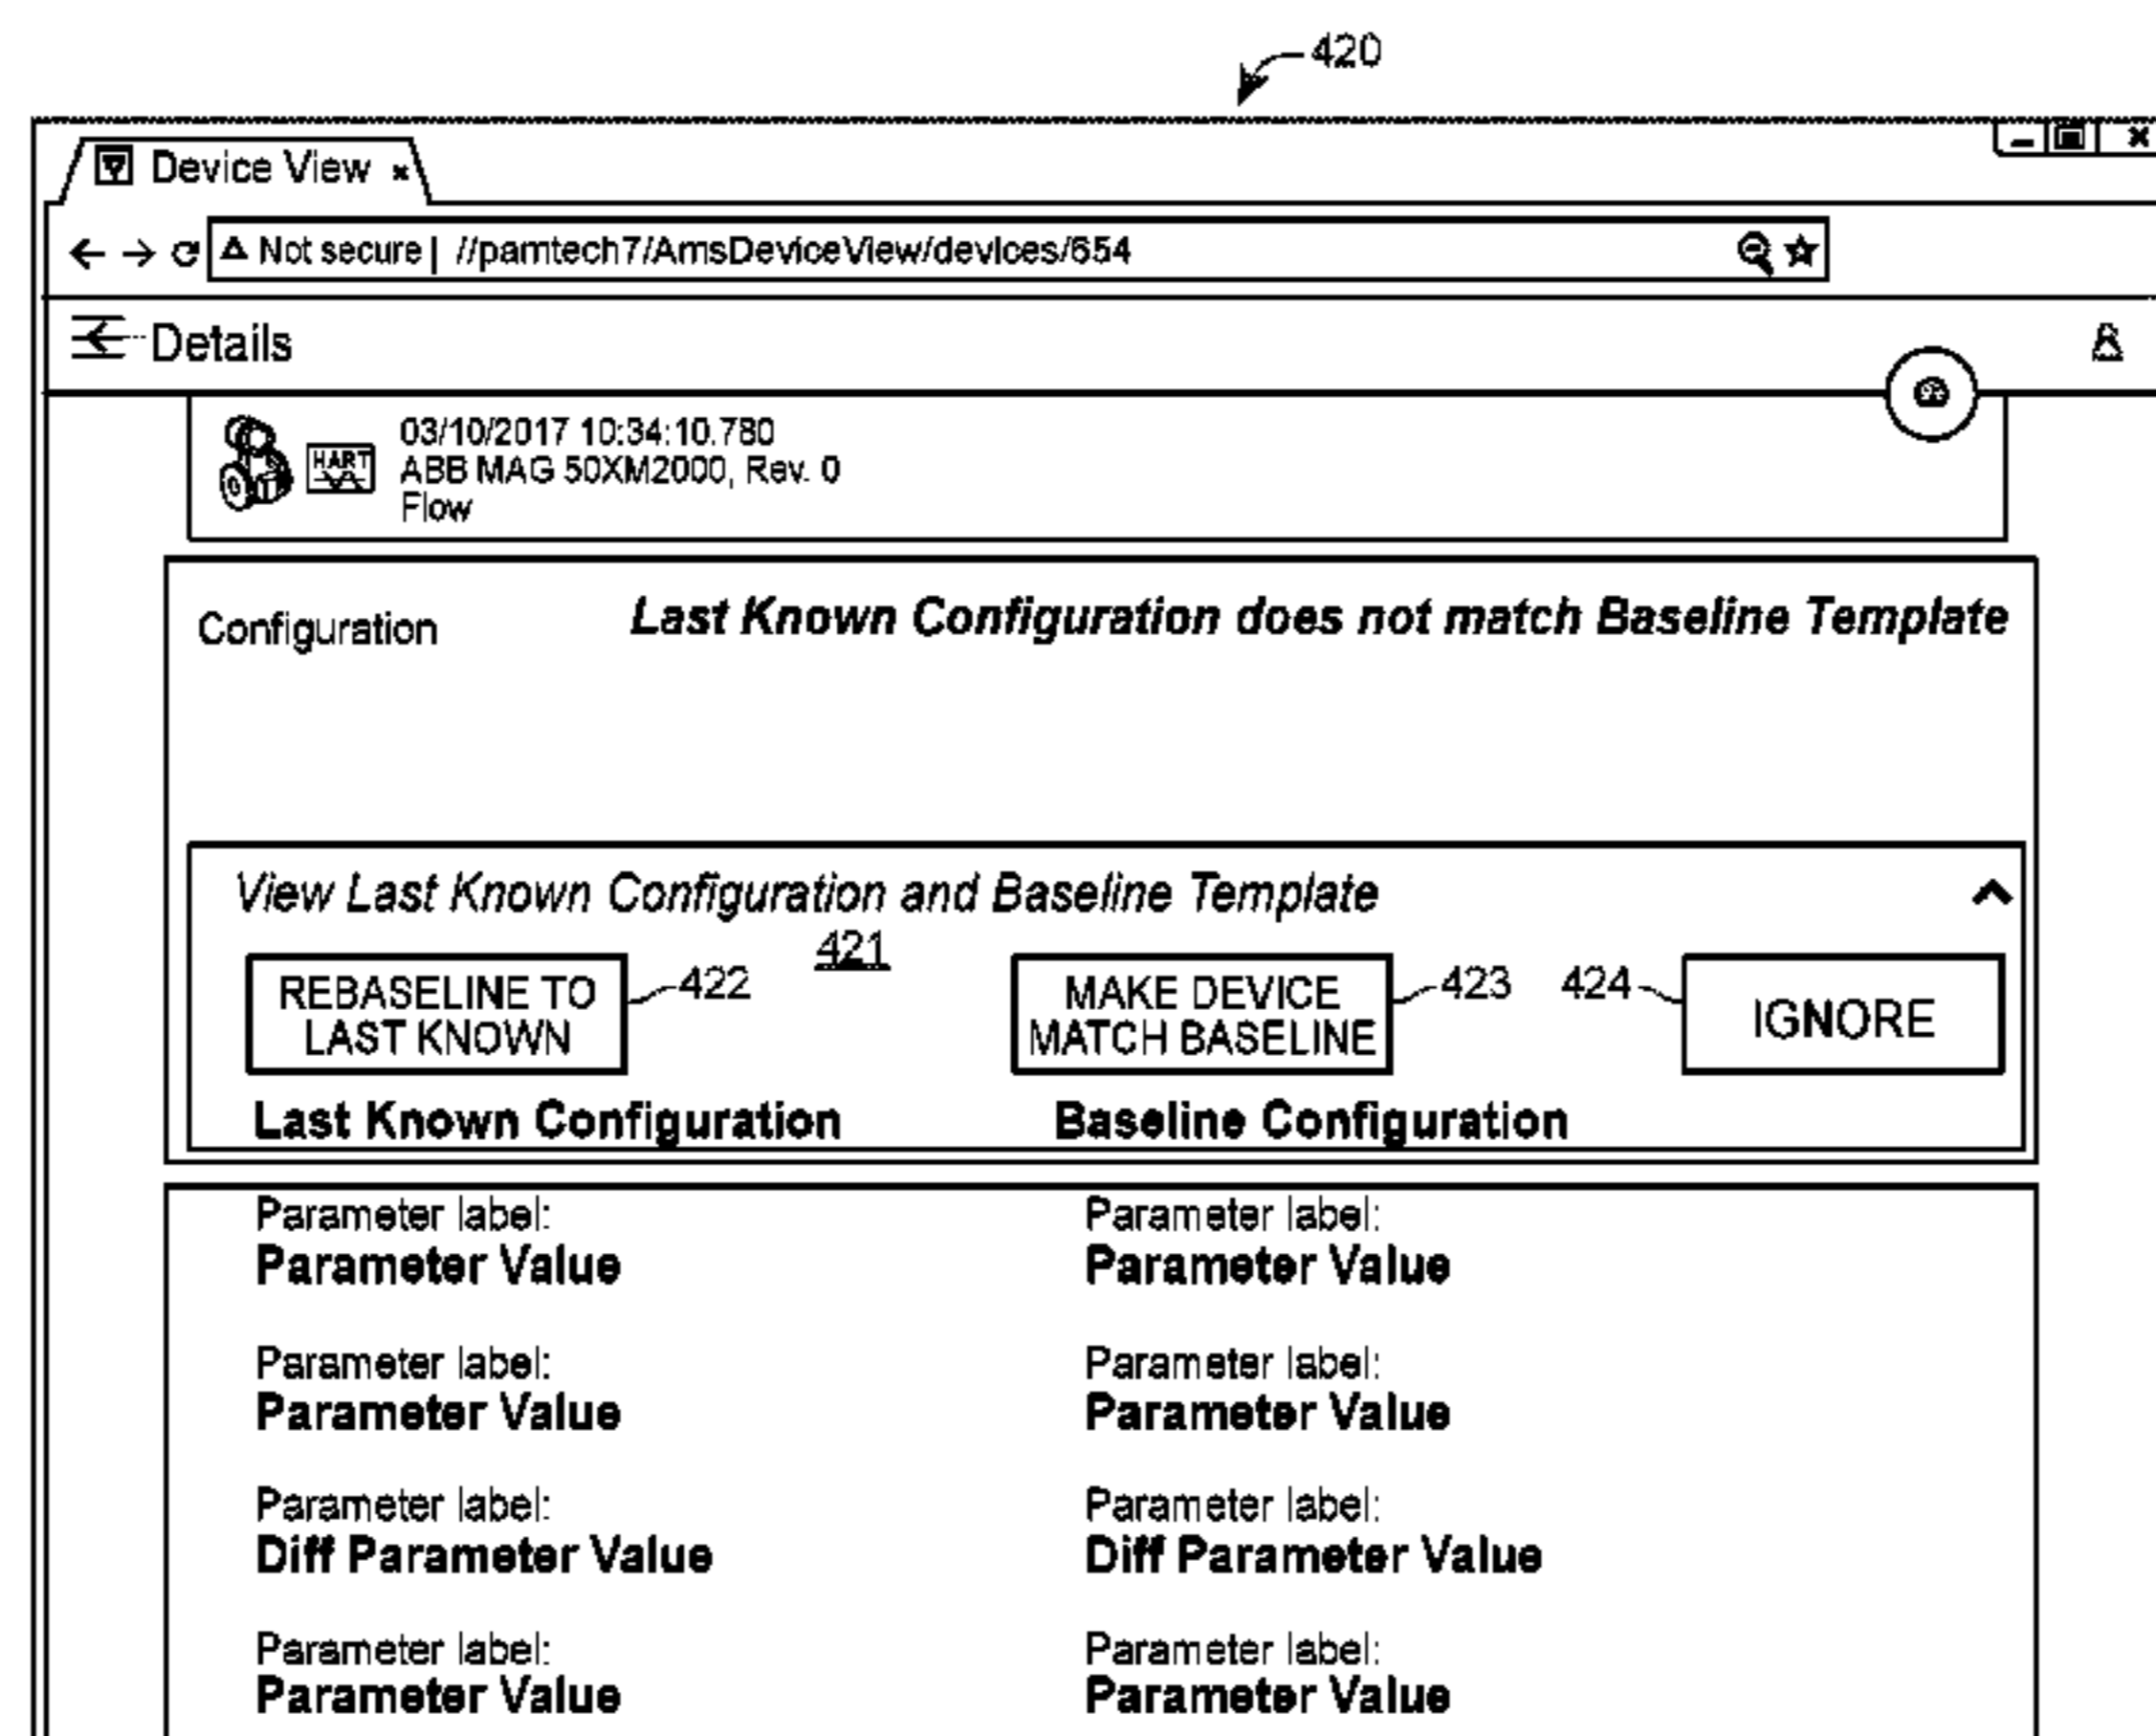 420
Device View ×
Not secure | //pamtech7/AmsDeviceView/devices/654
Details
03/10/2017 10:34:10.780
HART
ABB MAG 50XM2000, Rev. 0
Flow
Configuration Last Known Configuration does not match Baseline Template
View Last Known Configuration and Baseline Template
421
REBASELINE TO
LAST KNOWN
422
MAKE DEVICE
MATCH BASELINE
423
424
IGNORE
Last Known Configuration Baseline Configuration
Parameter label: Parameter label:
Parameter Value Parameter Value
Parameter label: Parameter label:
Parameter Value Parameter Value
Parameter label: Parameter label:
Diff Parameter Value Diff Parameter Value
Parameter label: Parameter label:
Parameter Value Parameter Value